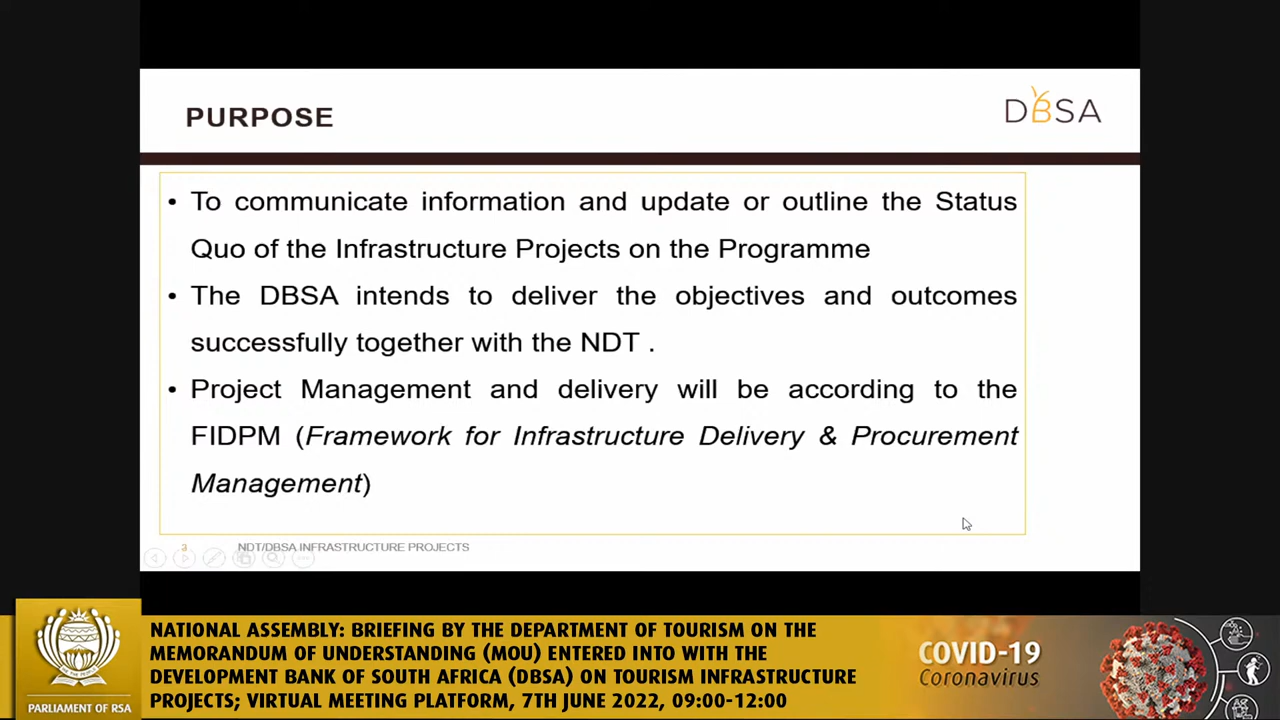 PURPOSE
DBSA
• To communicate information and update or outline the Status
Quo of the Infrastructure Projects on the Programme
• The DBSA intends to deliver the objectives and outcomes
successfully together with the NDT .
• Project Management and delivery will be according to the
FIDPM (Framework for Infrastructure Delivery & Procurement
Management)
3 NDT/DBSA INFRASTRUCTURE PROJECTS
PARLIAMENT OF RSA
NATIONAL ASSEMBLY: BRIEFING BY THE DEPARTMENT OF TOURISM ON THE
MEMORANDUM OF UNDERSTANDING (MOU) ENTERED INTO WITH THE
DEVELOPMENT BANK OF SOUTH AFRICA (DBSA) ON TOURISM INFRASTRUCTURE
PROJECTS; VIRTUAL MEETING PLATFORM, 7TH JUNE 2022, 09:00-12:00
COVID-19
Coronavirus